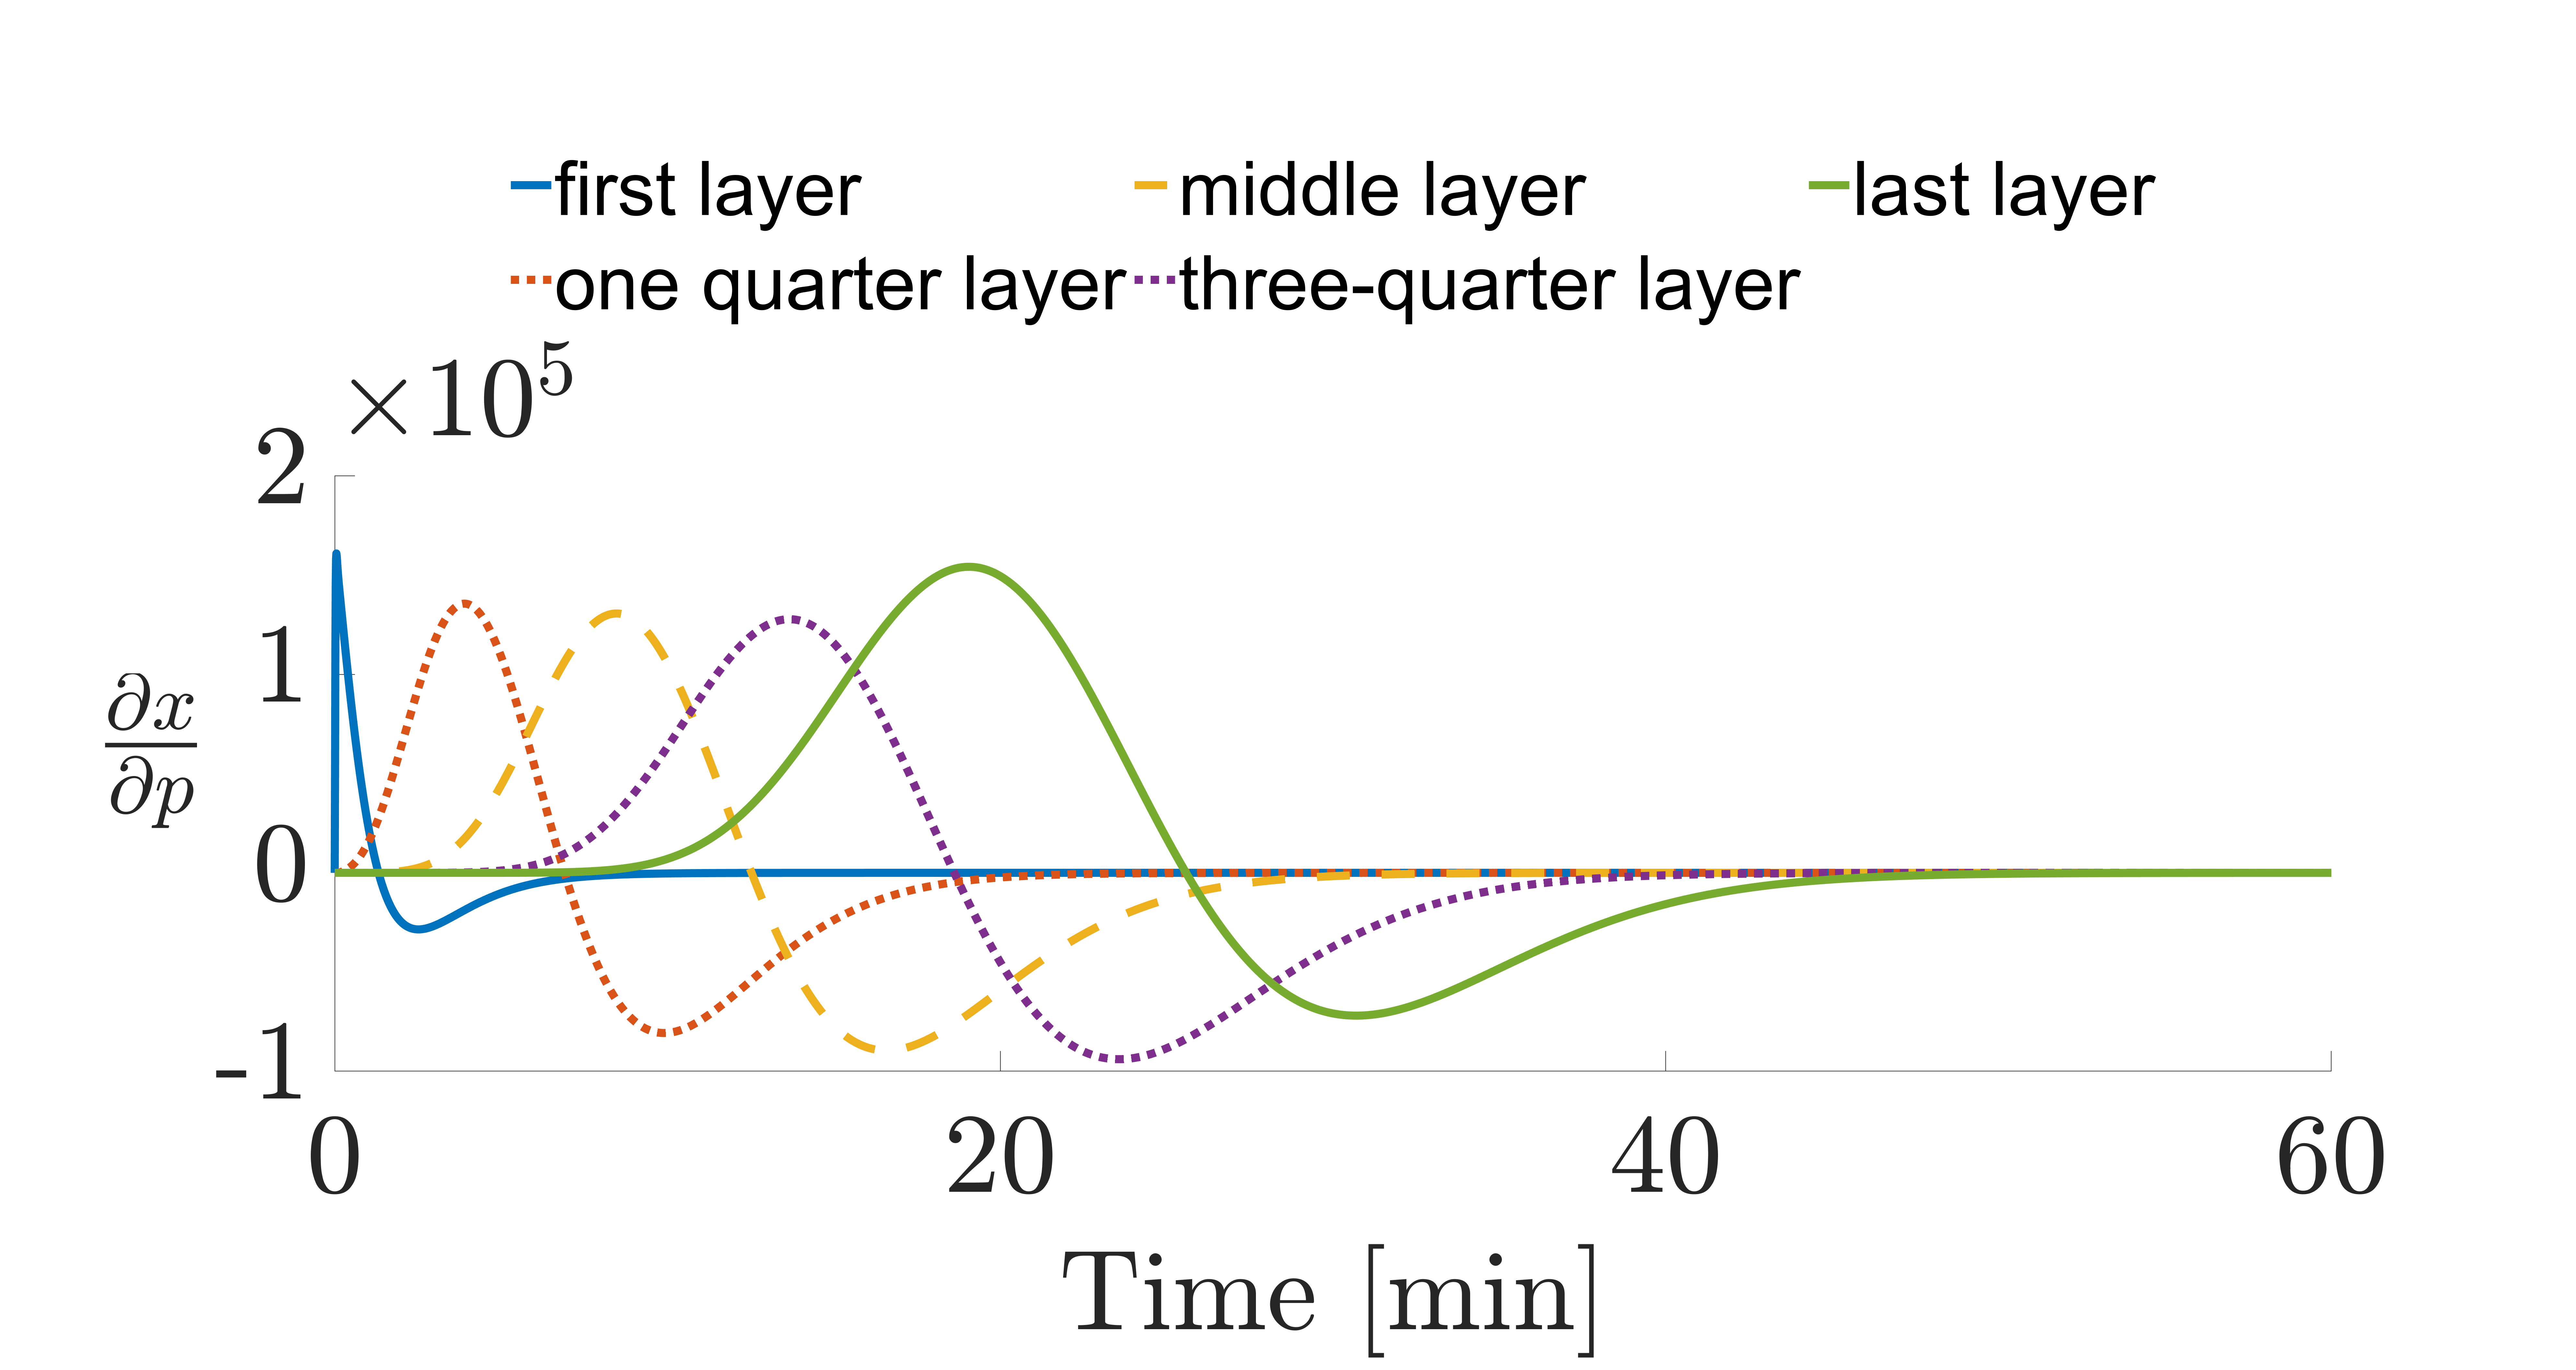 first layer middle layer last layer
one quarter layer three-quarter layer
×10^5
2
1
0
-1
∂x/∂p
0 20 40 60
Time [min]